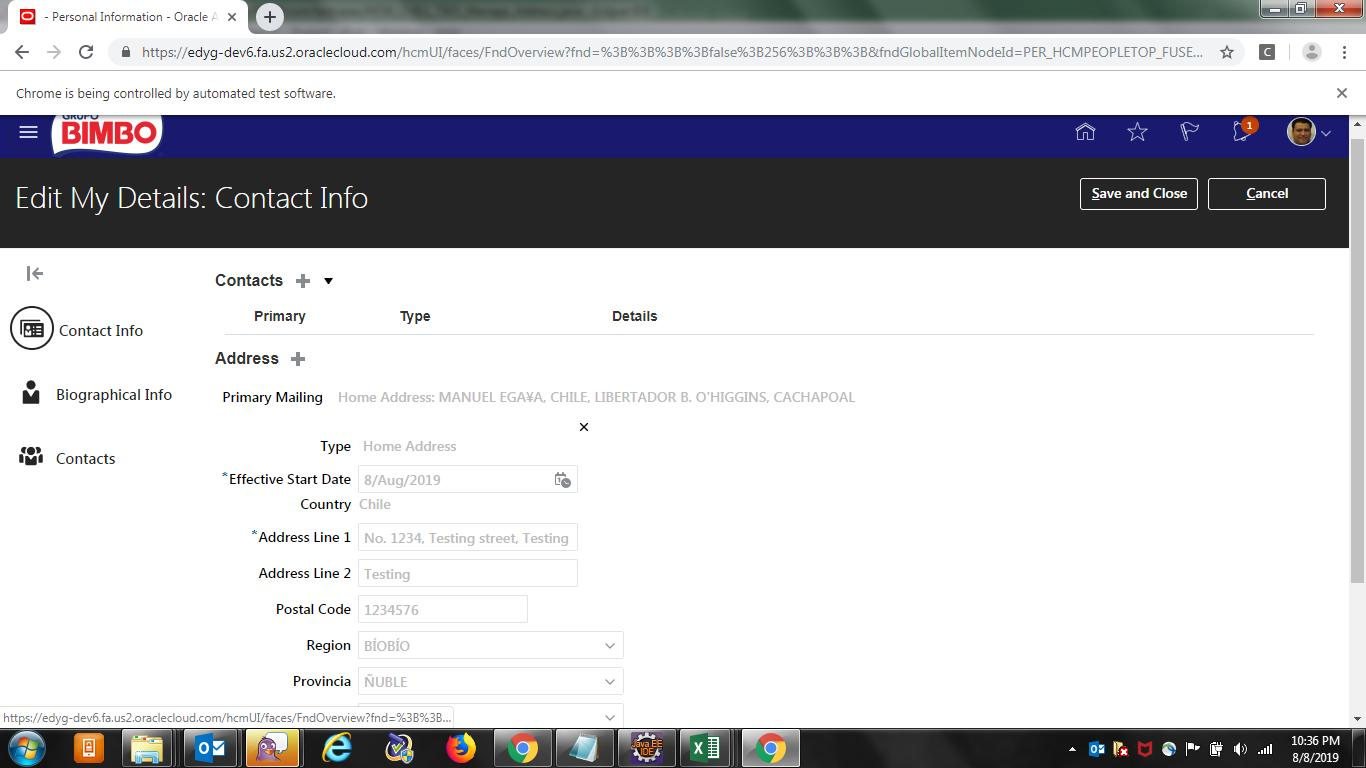 - Personal Information - Oracle A
https://edyg-dev6.fa.us2.oraclecloud.com/hcmUI/faces/FndOverview?fnd=%3B%3B%3B%3Bfalse%3B256%3B%3B%3B&fndGlobalItemNodeId=PER_HCMPEOPLETOP_FUSE...
C
Chrome is being controlled by automated test software.
GRUPO
BIMBO
1
Edit My Details: Contact Info
Save and Close
Cancel
Contacts
Primary Type Details
Contact Info
Address
Primary Mailing Home Address: MANUEL EGA¥A, CHILE, LIBERTADOR B. O'HIGGINS, CACHAPOAL
Biographical Info
Type Home Address
Contacts
*Effective Start Date 8/Aug/2019
Country Chile
*Address Line 1 No. 1234, Testing street, Testing
Address Line 2 Testing
Postal Code 1234576
Region BÍOBÍO
Provincia ÑUBLE
https://edyg-dev6.fa.us2.oraclecloud.com/hcmUI/faces/FndOverview?fnd=%3B%3B...
Java EE
IDE
10:36 PM
8/8/2019